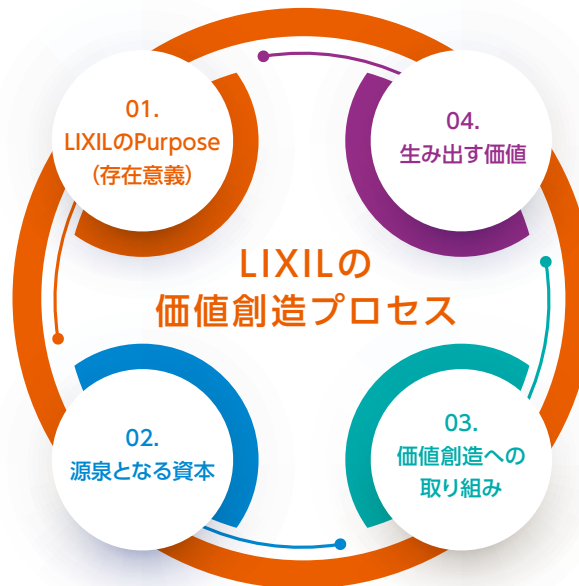 01.
LIXILのPurpose
（存在意義）
04.
生み出す価値
LIXILの
価値創造プロセス
02.
源泉となる資本
03.
価値創造への
取り組み